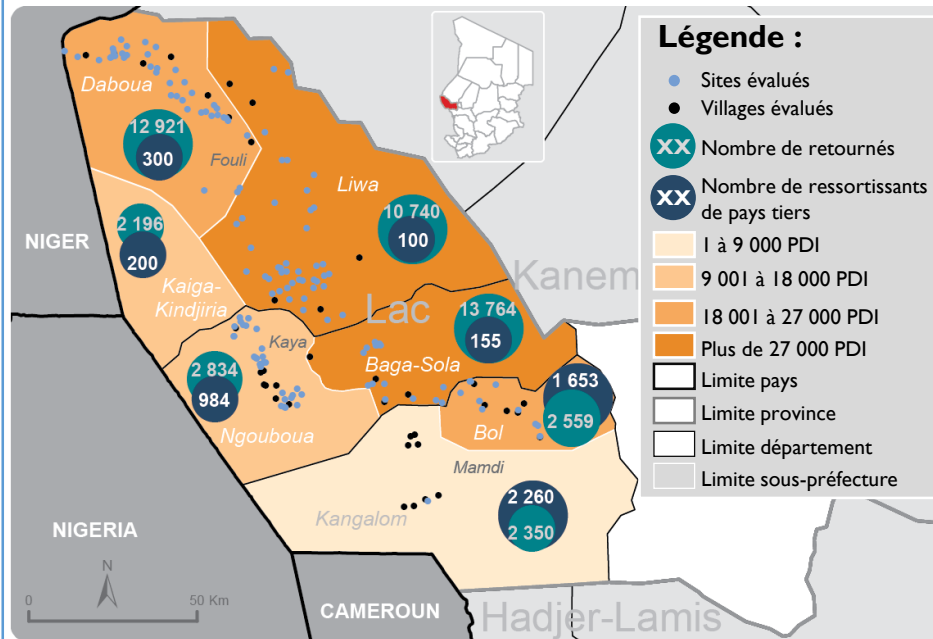 Légende :
Sites évalués
Villages évalués
XX
Nombre de retournés
XX
Nombre de ressortissants
de pays tiers
1 à 9 000 PDI
9 001 à 18 000 PDI
18 001 à 27 000 PDI
Plus de 27 000 PDI
Limite pays
Limite province
Limite département
Limite sous-préfecture
Daboua
12 921
300
Fouli
Liwa
10 740
100
NIGER
2 196
200
Kaiga-
Kindjiria
Kanem
Lac
13 764
155
Kaya
Baga-Sola
2 834
984
1 653
2 559
Ngouboua
Bol
Mamdi
Kangalom
2 260
2 350
NIGERIA
N
0
50 Km
CAMEROUN
Hadjer-Lamis